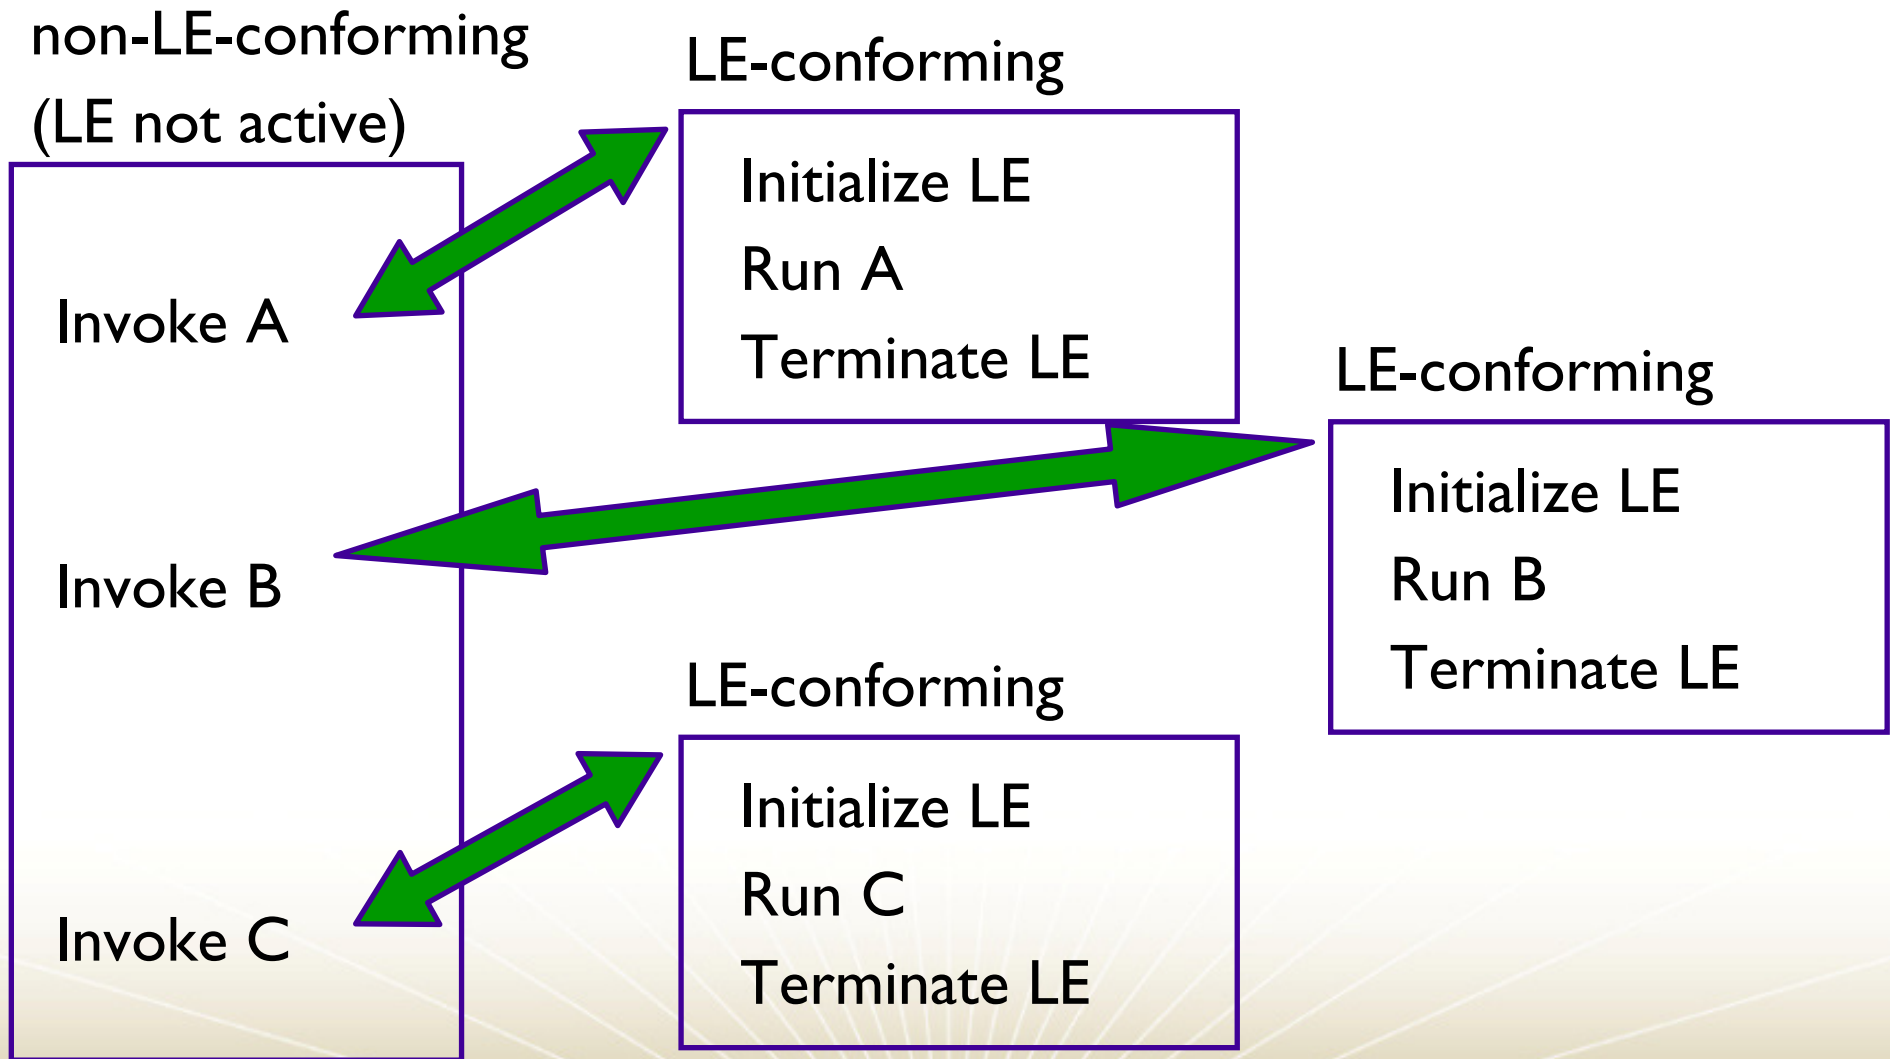 non-LE-conforming
(LE not active)
Invoke A
Invoke B
Invoke C
LE-conforming
Initialize LE
Run A
Terminate LE
LE-conforming
Initialize LE
Run B
Terminate LE
LE-conforming
Initialize LE
Run C
Terminate LE